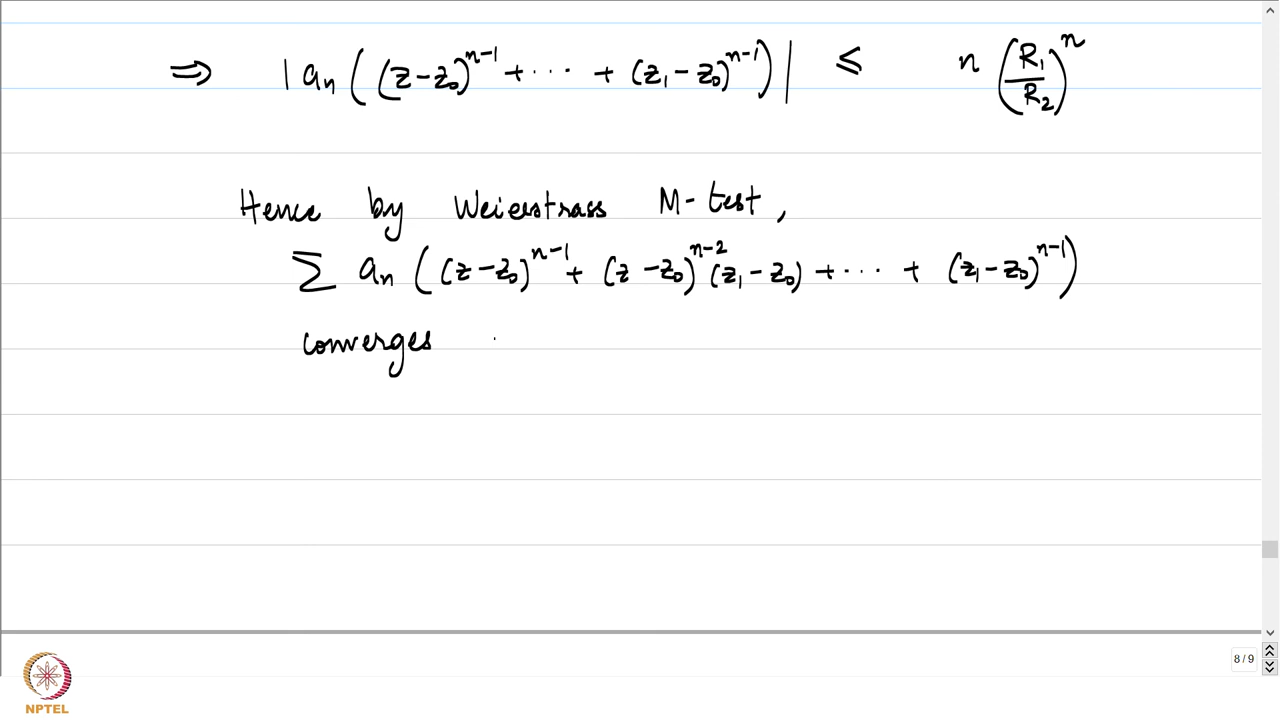 ⇒ |aₙ((z-z₀)ⁿ⁻¹ + ⋯ + (z₁-z₀)ⁿ⁻¹)| ≤ n(R₁/R₂)ⁿ
Hence by Weierstrass M-test,
∑ aₙ((z-z₀)ⁿ⁻¹ + (z-z₀)ⁿ⁻²(z₁-z₀) + ⋯ + (z₁-z₀)ⁿ⁻¹)
converges
8 / 9
NPTEL